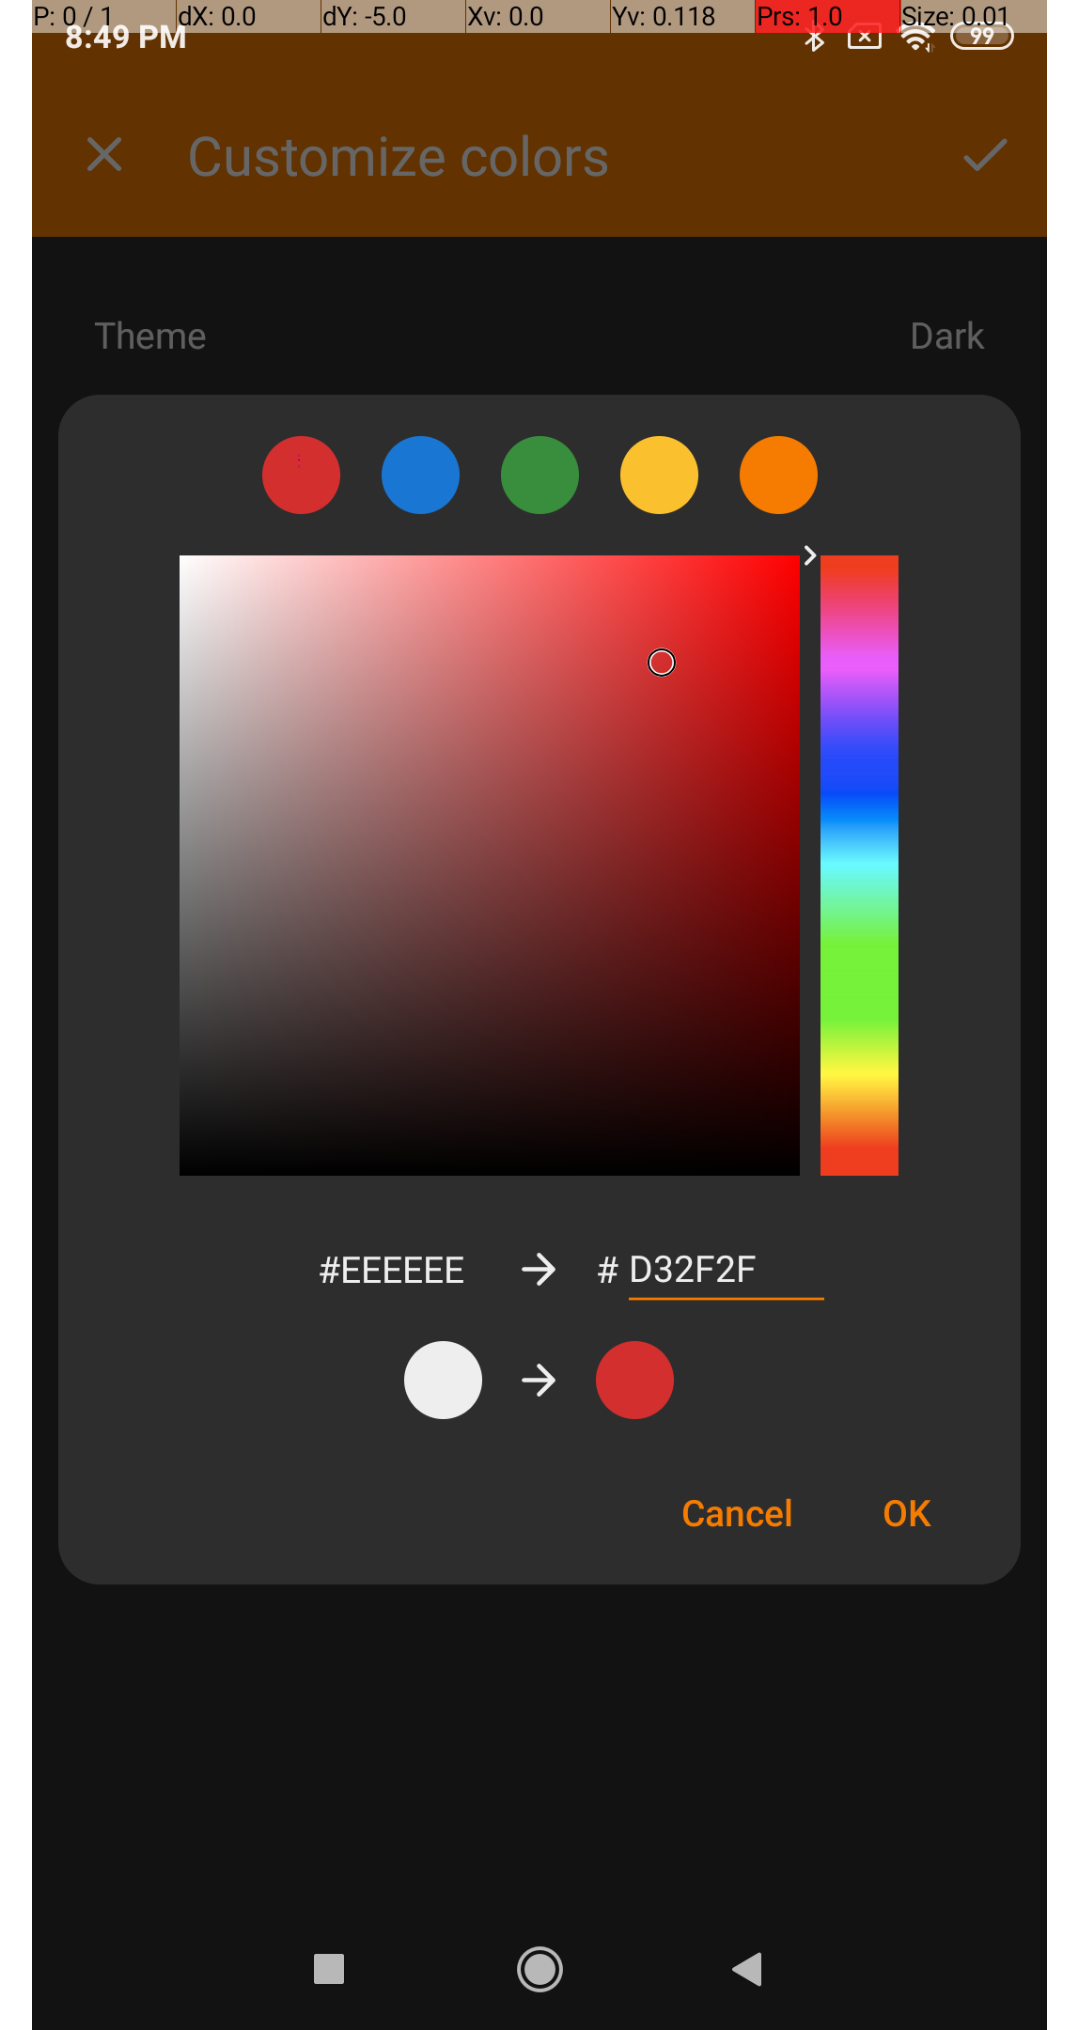 P: 0 / 1 dX: 0.0 dY: -5.0 Xv: 0.0 Yv: 0.118 Prs: 1.0 Size: 0.01
8:49 PM 99
Customize colors
Theme Dark
#EEEEEE # D32F2F
Cancel OK